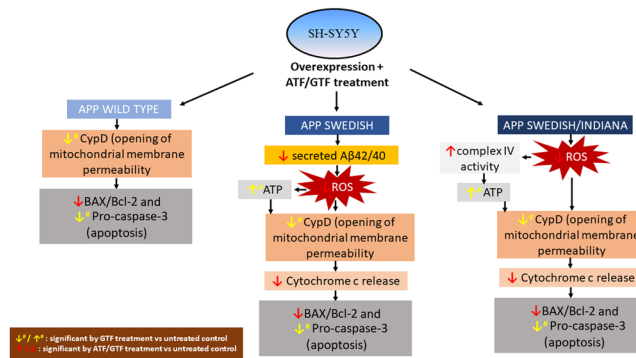 SH-SY5Y
Overexpression +
ATF/GTF treatment
APP WILD TYPE
↓# CypD (opening of
mitochondrial membrane
permeability
↓ BAX/Bcl-2 and
↓# Pro-caspase-3
(apoptosis)
APP SWEDISH
↓ secreted Aβ42/40
ROS
↑# ATP
↓# CypD (opening of
mitochondrial membrane
permeability
↓ Cytochrome c release
↓ BAX/Bcl-2 and
↓# Pro-caspase-3
(apoptosis)
APP SWEDISH/INDIANA
↑ complex IV
activity
ROS
↑# ATP
↓# CypD (opening of
mitochondrial membrane
permeability
↓ Cytochrome c release
↓ BAX/Bcl-2 and
↓# Pro-caspase-3
(apoptosis)
↓# / ↑# : significant by GTF treatment vs untreated control
: significant by ATF/GTF treatment vs untreated control